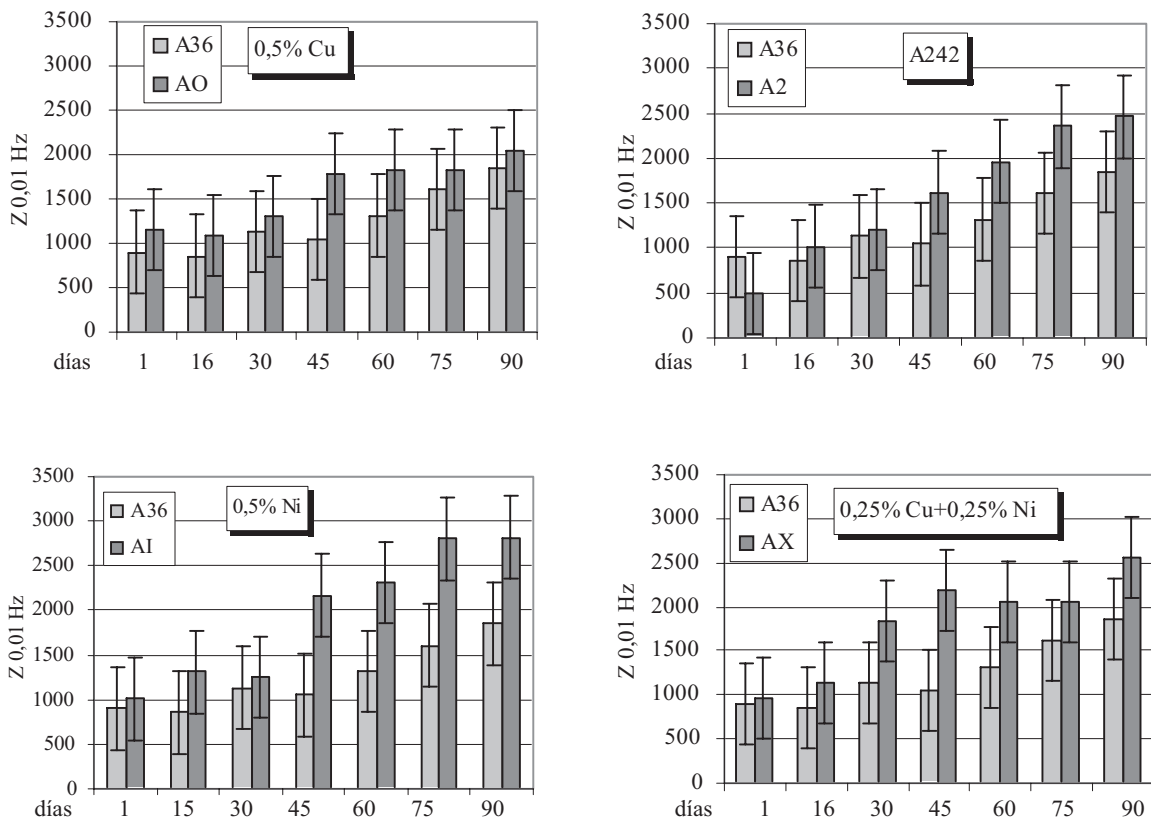 3500
3000
2500
2000
1500
1000
500
0
Z 0,01 Hz
A36
AO
0,5% Cu
días 1 16 30 45 60 75 90
3500
3000
2500
2000
1500
1000
500
0
Z 0,01 Hz
A36
A2
A242
días 1 16 30 45 60 75 90
3500
3000
2500
2000
1500
1000
500
0
Z 0,01 Hz
A36
AI
0,5% Ni
días 1 15 30 45 60 75 90
3500
3000
2500
2000
1500
1000
500
0
Z 0,01 Hz
A36
AX
0,25% Cu+0,25% Ni
días 1 16 30 45 60 75 90